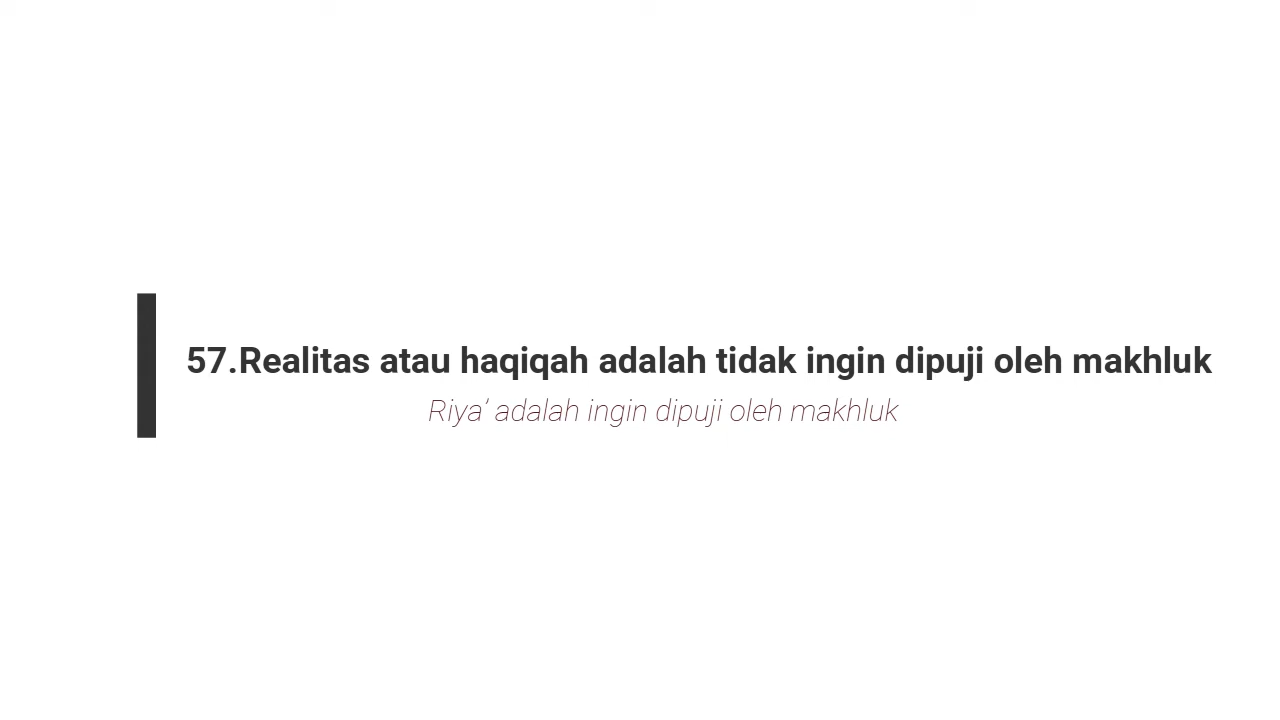 57.Realitas atau haqiqah adalah tidak ingin dipuji oleh makhluk
Riya’ adalah ingin dipuji oleh makhluk